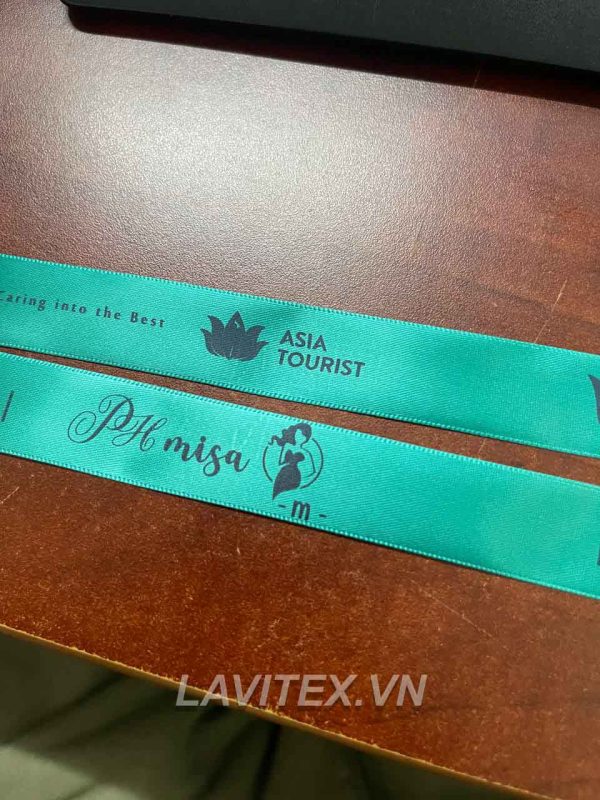 Caring into the Best
ASIA
TOURIST
PH misa
- m -
LAVITEX.VN